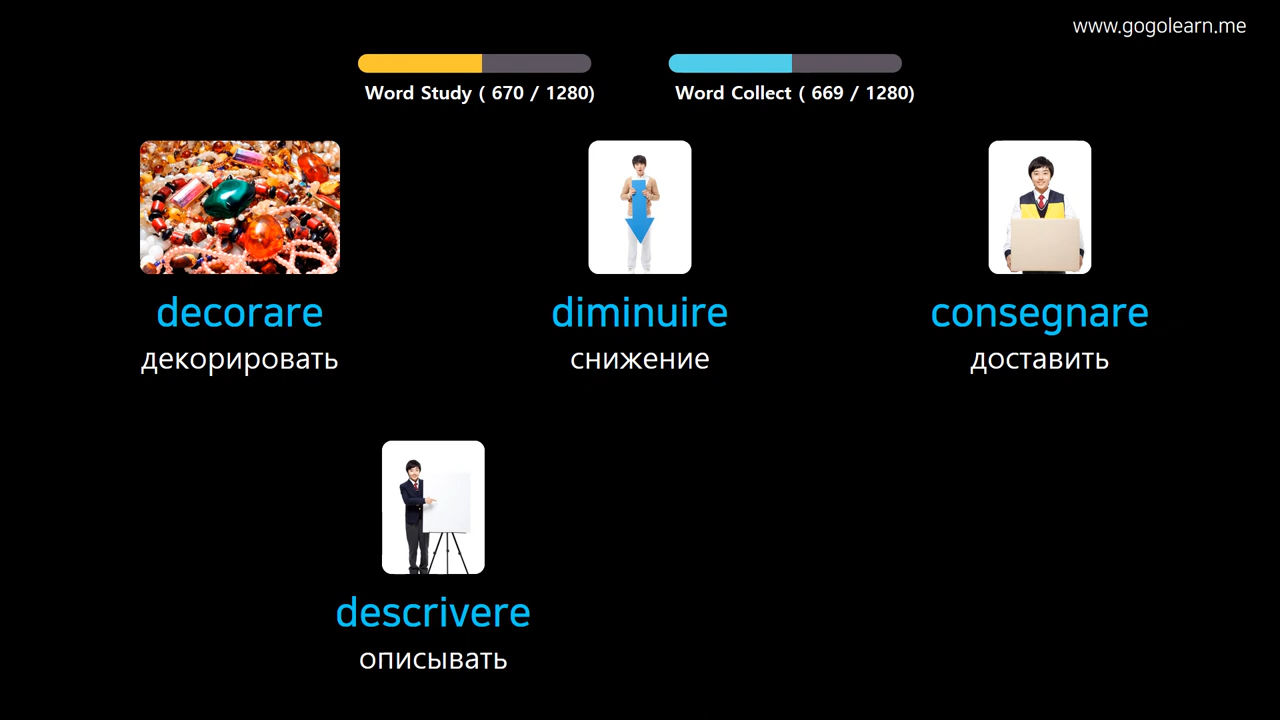 www.gogolearn.me
Word Study ( 670 / 1280)
Word Collect ( 669 / 1280)
decorare
декорировать
diminuire
снижение
consegnare
доставить
descrivere
описывать